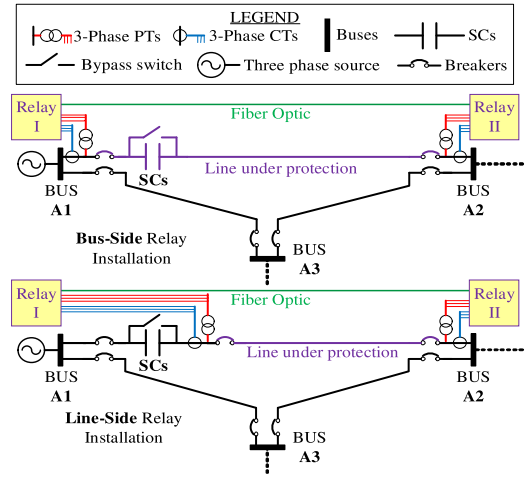 LEGEND
3-Phase PTs 3-Phase CTs Buses SCs
Bypass switch Three phase source Breakers
Relay I
Fiber Optic
Relay II
Line under protection
SCs
BUS A1
BUS A2
Bus-Side Relay
Installation
BUS
A3
Relay I
Fiber Optic
Relay II
Line under protection
SCs
BUS A1
BUS A2
Line-Side Relay
Installation
BUS
A3